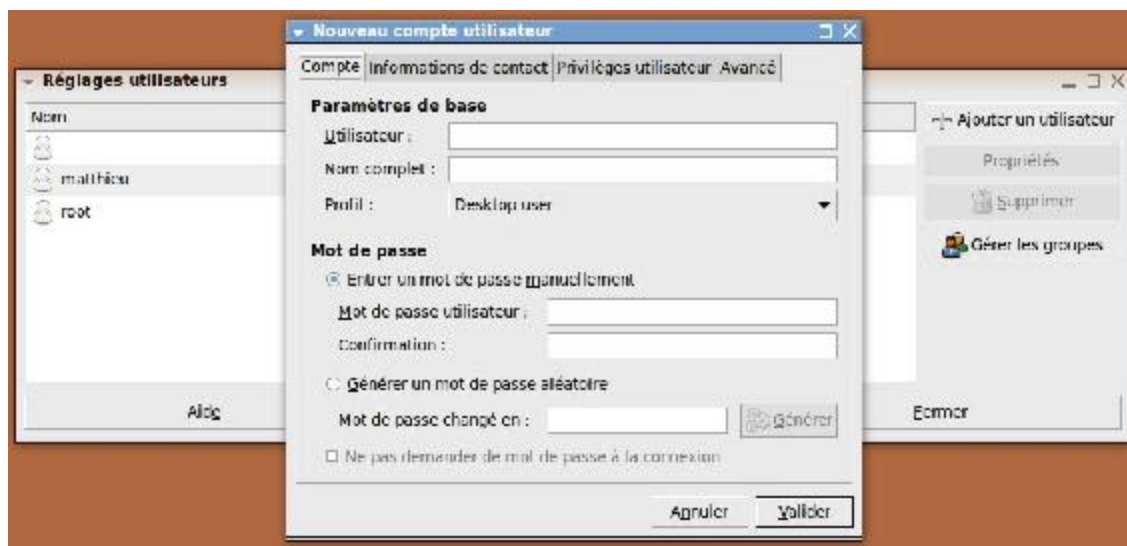 Nouveau compte utilisateur
Réglages utilisateurs
Compte Informations de contact Privilèges utilisateur Avancé
Nom
Paramètres de base
Ajouter un utilisateur
Utilisateur :
Propriétés
Nom complet :
matthieu
Supprimer
Profil :
Desktop user
root
Gérer les groupes
Mot de passe
Entrer un mot de passe manuellement
Mot de passe utilisateur :
Confirmation :
Générer un mot de passe aléatoire
Aide
Fermer
Mot de passe changé en :
Générer
Ne pas demander de mot de passe à la connexion
Annuler
Valider